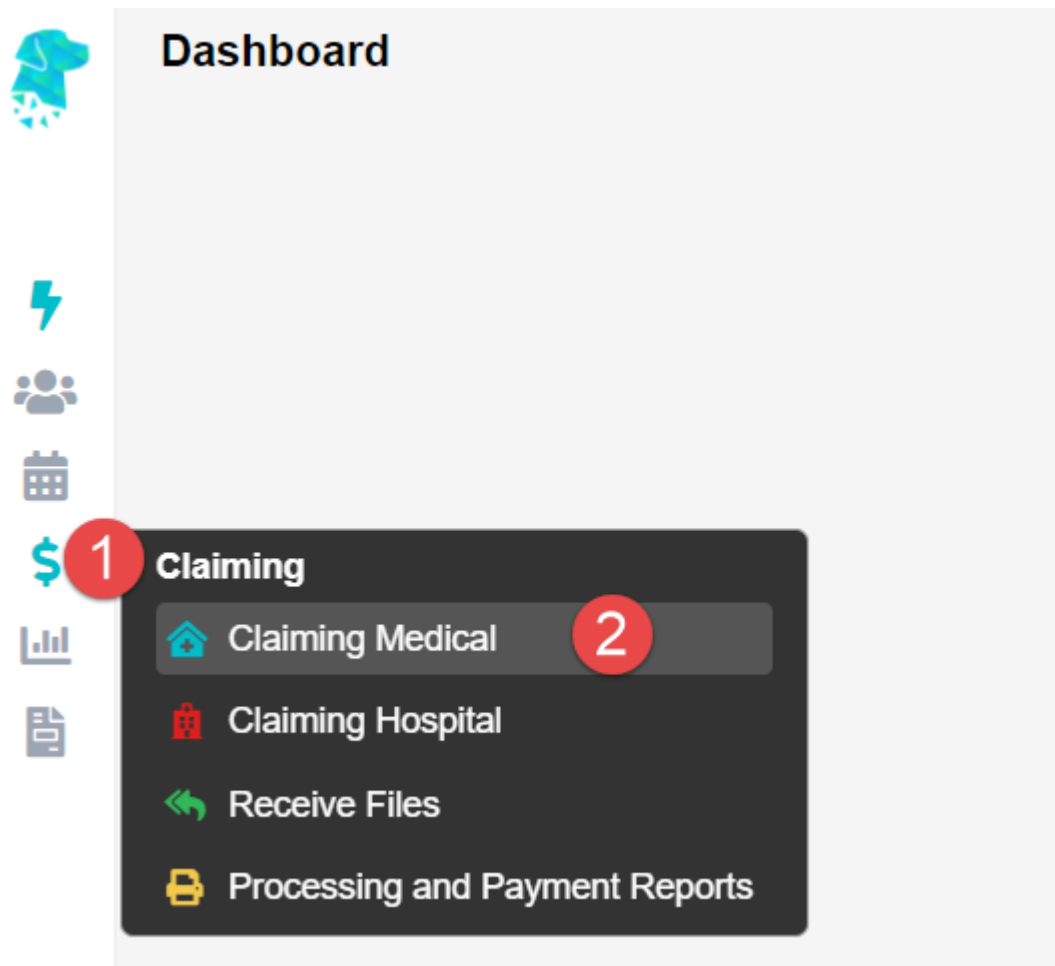 Dashboard
$ 1 Claiming
Claiming Medical 2
Claiming Hospital
Receive Files
Processing and Payment Reports